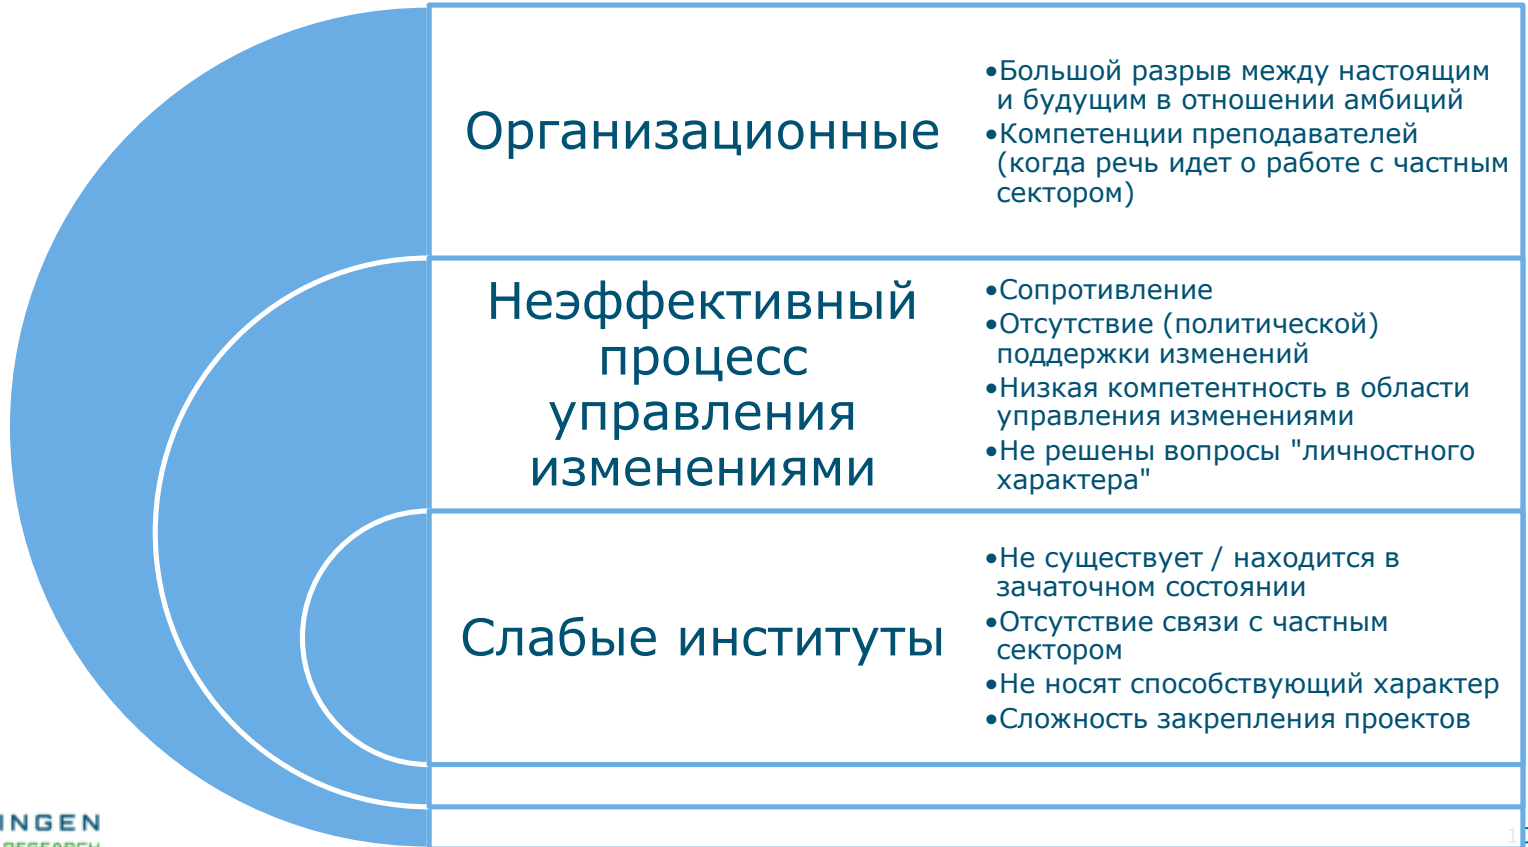 Организационные
•Большой разрыв между настоящим
и будущим в отношении амбиций
•Компетенции преподавателей
(когда речь идет о работе с частным
сектором)
Неэффективный
процесс
управления
изменениями
•Сопротивление
•Отсутствие (политической)
поддержки изменений
•Низкая компетентность в области
управления изменениями
•Не решены вопросы "личностного
характера"
Слабые институты
•Не существует / находится в
зачаточном состоянии
•Отсутствие связи с частным
сектором
•Не носят способствующий характер
•Сложность закрепления проектов
INGEN
RESEARCH